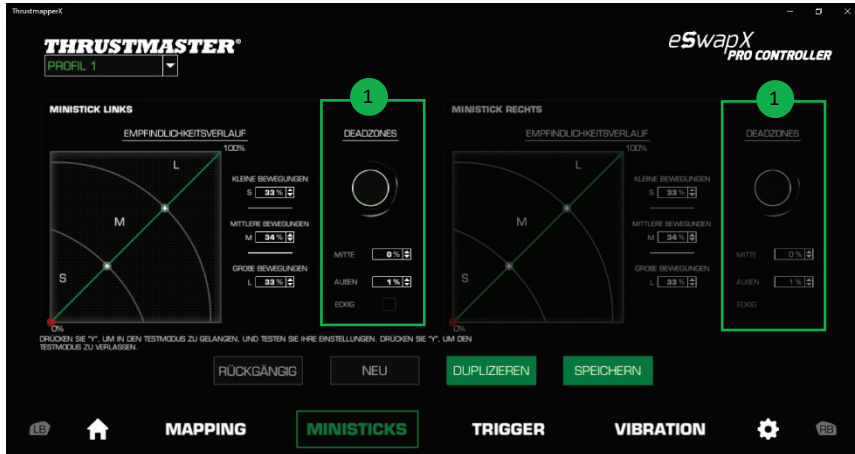 ThrustmapperX
THRUSTMASTER®
eSwapX
PRO CONTROLLER
PROFIL 1
MINISTICK LINKS
EMPFINDLICHKEITSVERLAUF
100%
L
M
S
0%
KLEINE BEWEGUNGEN
S 33 %
MITTLERE BEWEGUNGEN
M 34 %
GROßE BEWEGUNGEN
L 33 %
1
DEADZONES
MITTE 0 %
AUßEN 1 %
ECKIG
MINISTICK RECHTS
EMPFINDLICHKEITSVERLAUF
100%
L
M
S
KLEINE BEWEGUNGEN
S 33 %
MITTLERE BEWEGUNGEN
M 34 %
GROßE BEWEGUNGEN
L 33 %
1
DEADZONES
MITTE 0 %
AUßEN 1 %
ECKIG
DRÜCKEN SIE "Y", UM IN DEN TESTMODUS ZU GELANGEN, UND TESTEN SIE IHRE EINSTELLUNGEN. DRÜCKEN SIE "Y", UM DEN
TESTMODUS ZU VERLASSEN.
RÜCKGÄNGIG
NEU
DUPLIZIEREN
SPEICHERN
LB
MAPPING
MINISTICKS
TRIGGER
VIBRATION
RB